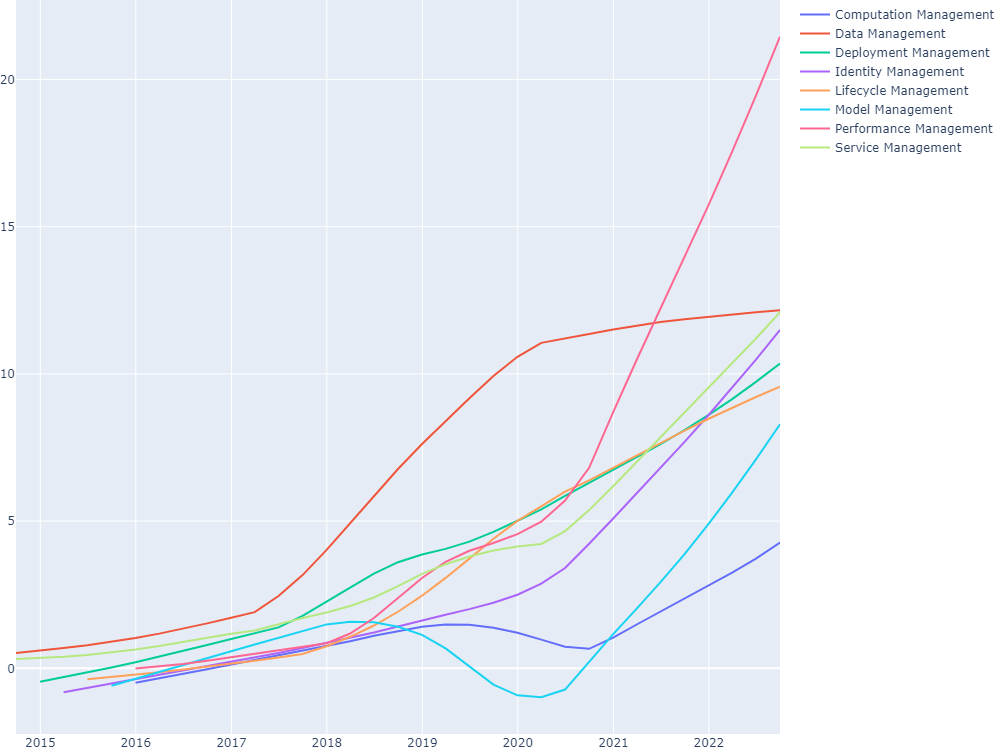 Computation Management
Data Management
Deployment Management
Identity Management
Lifecycle Management
Model Management
Performance Management
Service Management
20
15
10
5
0
2015 2016 2017 2018 2019 2020 2021 2022